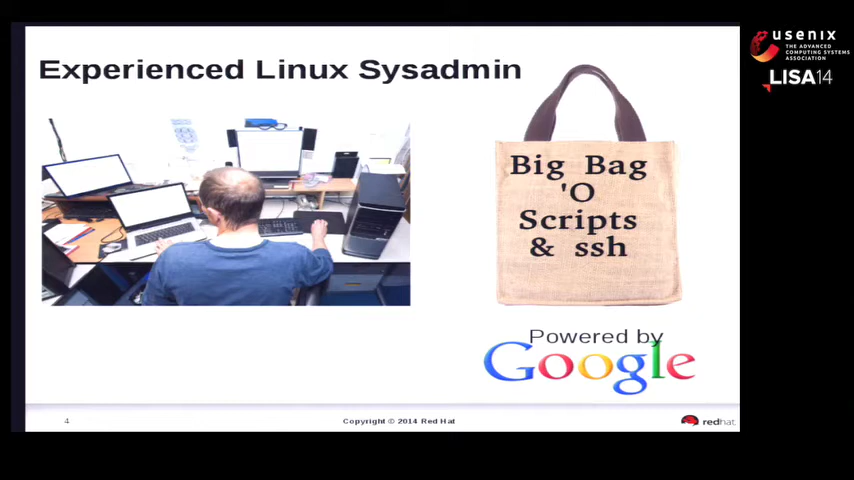 Experienced Linux Sysadmin
Big Bag
'O
Scripts
& ssh
Powered by
Google
4
Copyright © 2014 Red Hat
redhat
usenix
THE ADVANCED
COMPUTING SYSTEMS
ASSOCIATION
LISA14